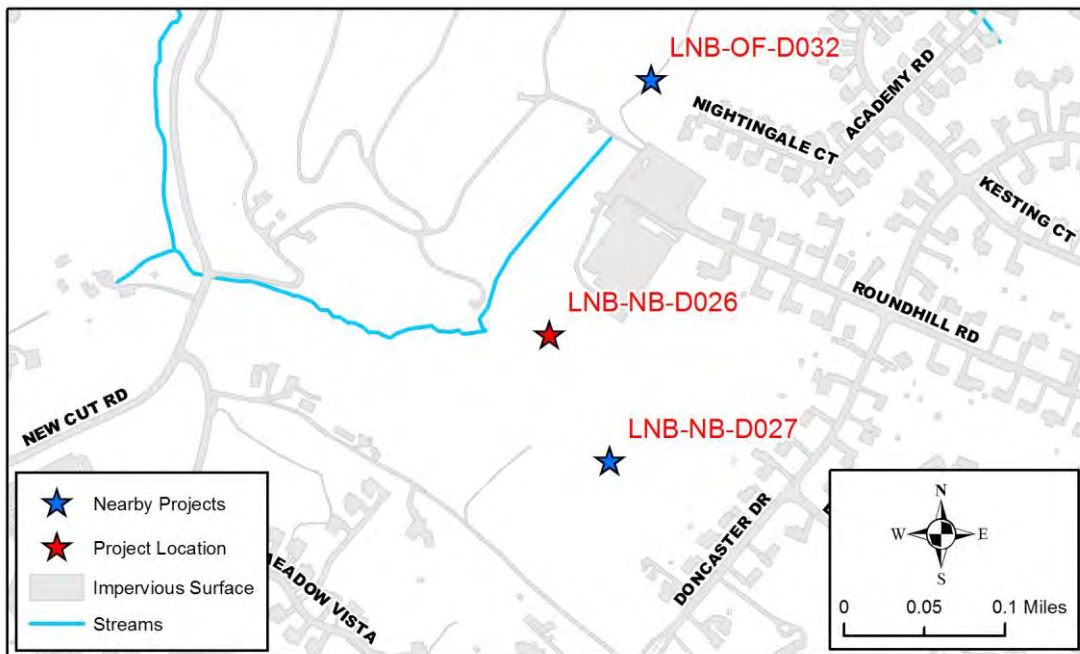 LNB-OF-D032
ACADEMY RD
NIGHTINGALE CT
KESTING CT
LNB-NB-D026
ROUNDHILL RD
NEW CUT RD
LNB-NB-D027
DONCASTER DR
MEADOW VISTA
Nearby Projects
Project Location
Impervious Surface
Streams
N
W E
S
0 0.05 0.1 Miles